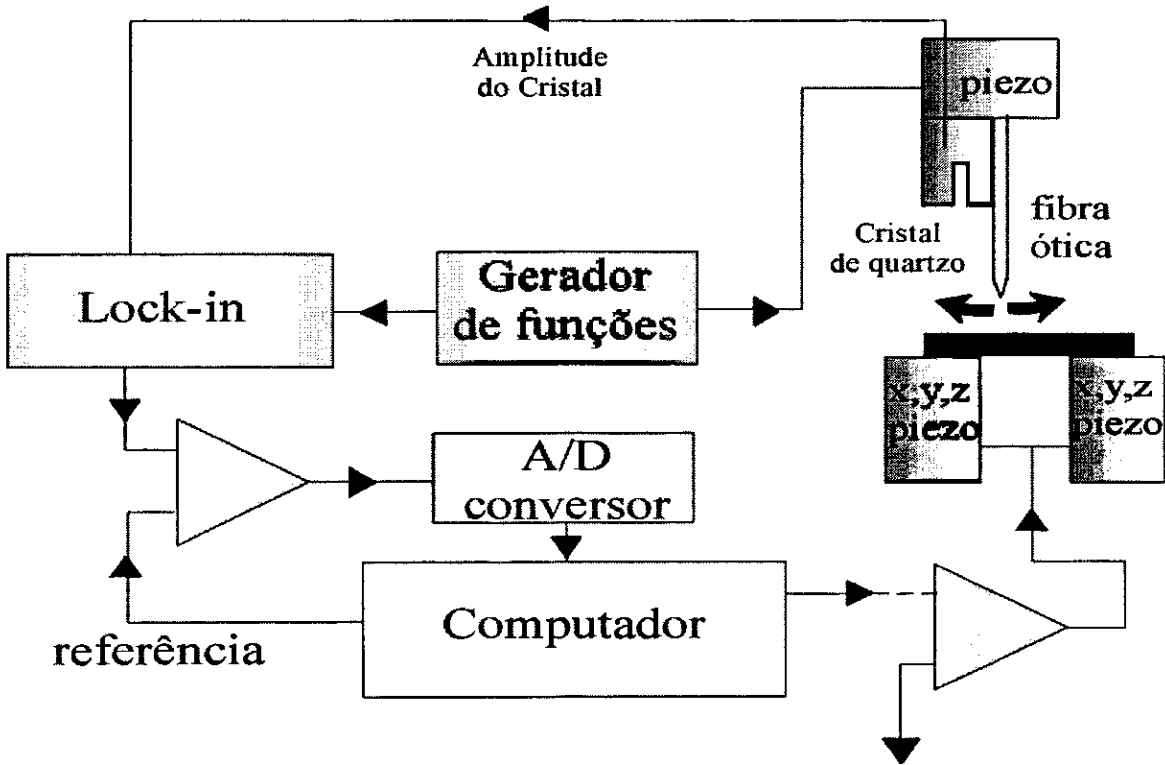 Amplitude
do Cristal
piezo
fibra
ótica
Cristal
de quartzo
Lock-in
Gerador
de funções
x,y,z
piezo
x,y,z
piezo
A/D
conversor
Computador
referência